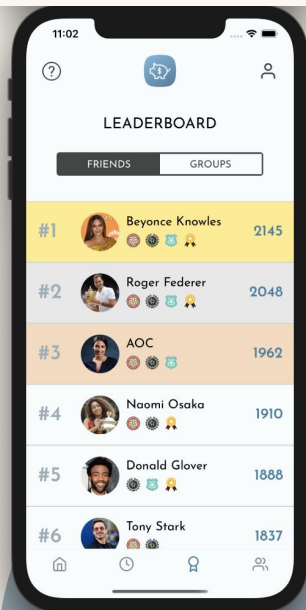 11:02
LEADERBOARD
FRIENDS GROUPS
#1 Beyonce Knowles 2145
#2 Roger Federer 2048
#3 AOC 1962
#4 Naomi Osaka 1910
#5 Donald Glover 1888
#6 Tony Stark 1837